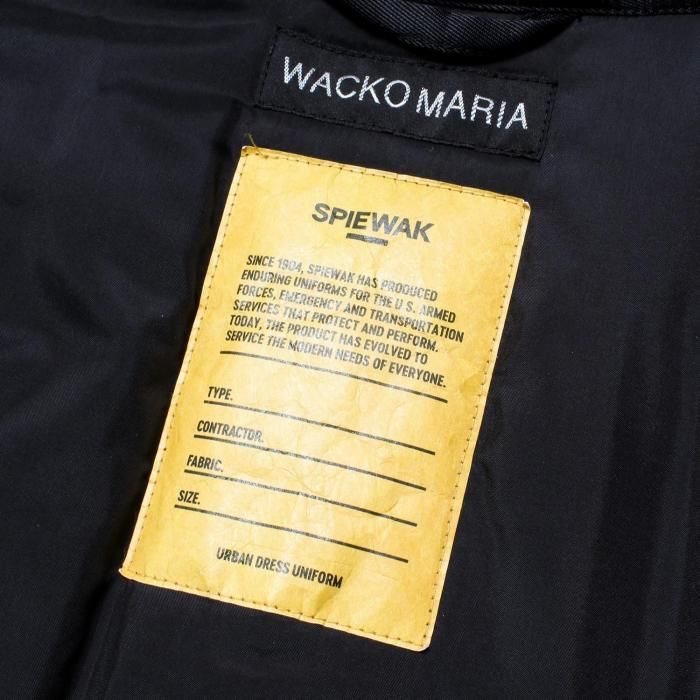 WACKO MARIA
SPIEWAK
SINCE 1904, SPIEWAK HAS PRODUCED
ENDURING UNIFORMS FOR THE U.S. ARMED
FORCES, EMERGENCY AND TRANSPORTATION
SERVICES THAT PROTECT AND PERFORM.
TODAY, THE PRODUCT HAS EVOLVED TO
SERVICE THE MODERN NEEDS OF EVERYONE.
TYPE.
CONTRACTOR.
FABRIC.
SIZE.
URBAN DRESS UNIFORM